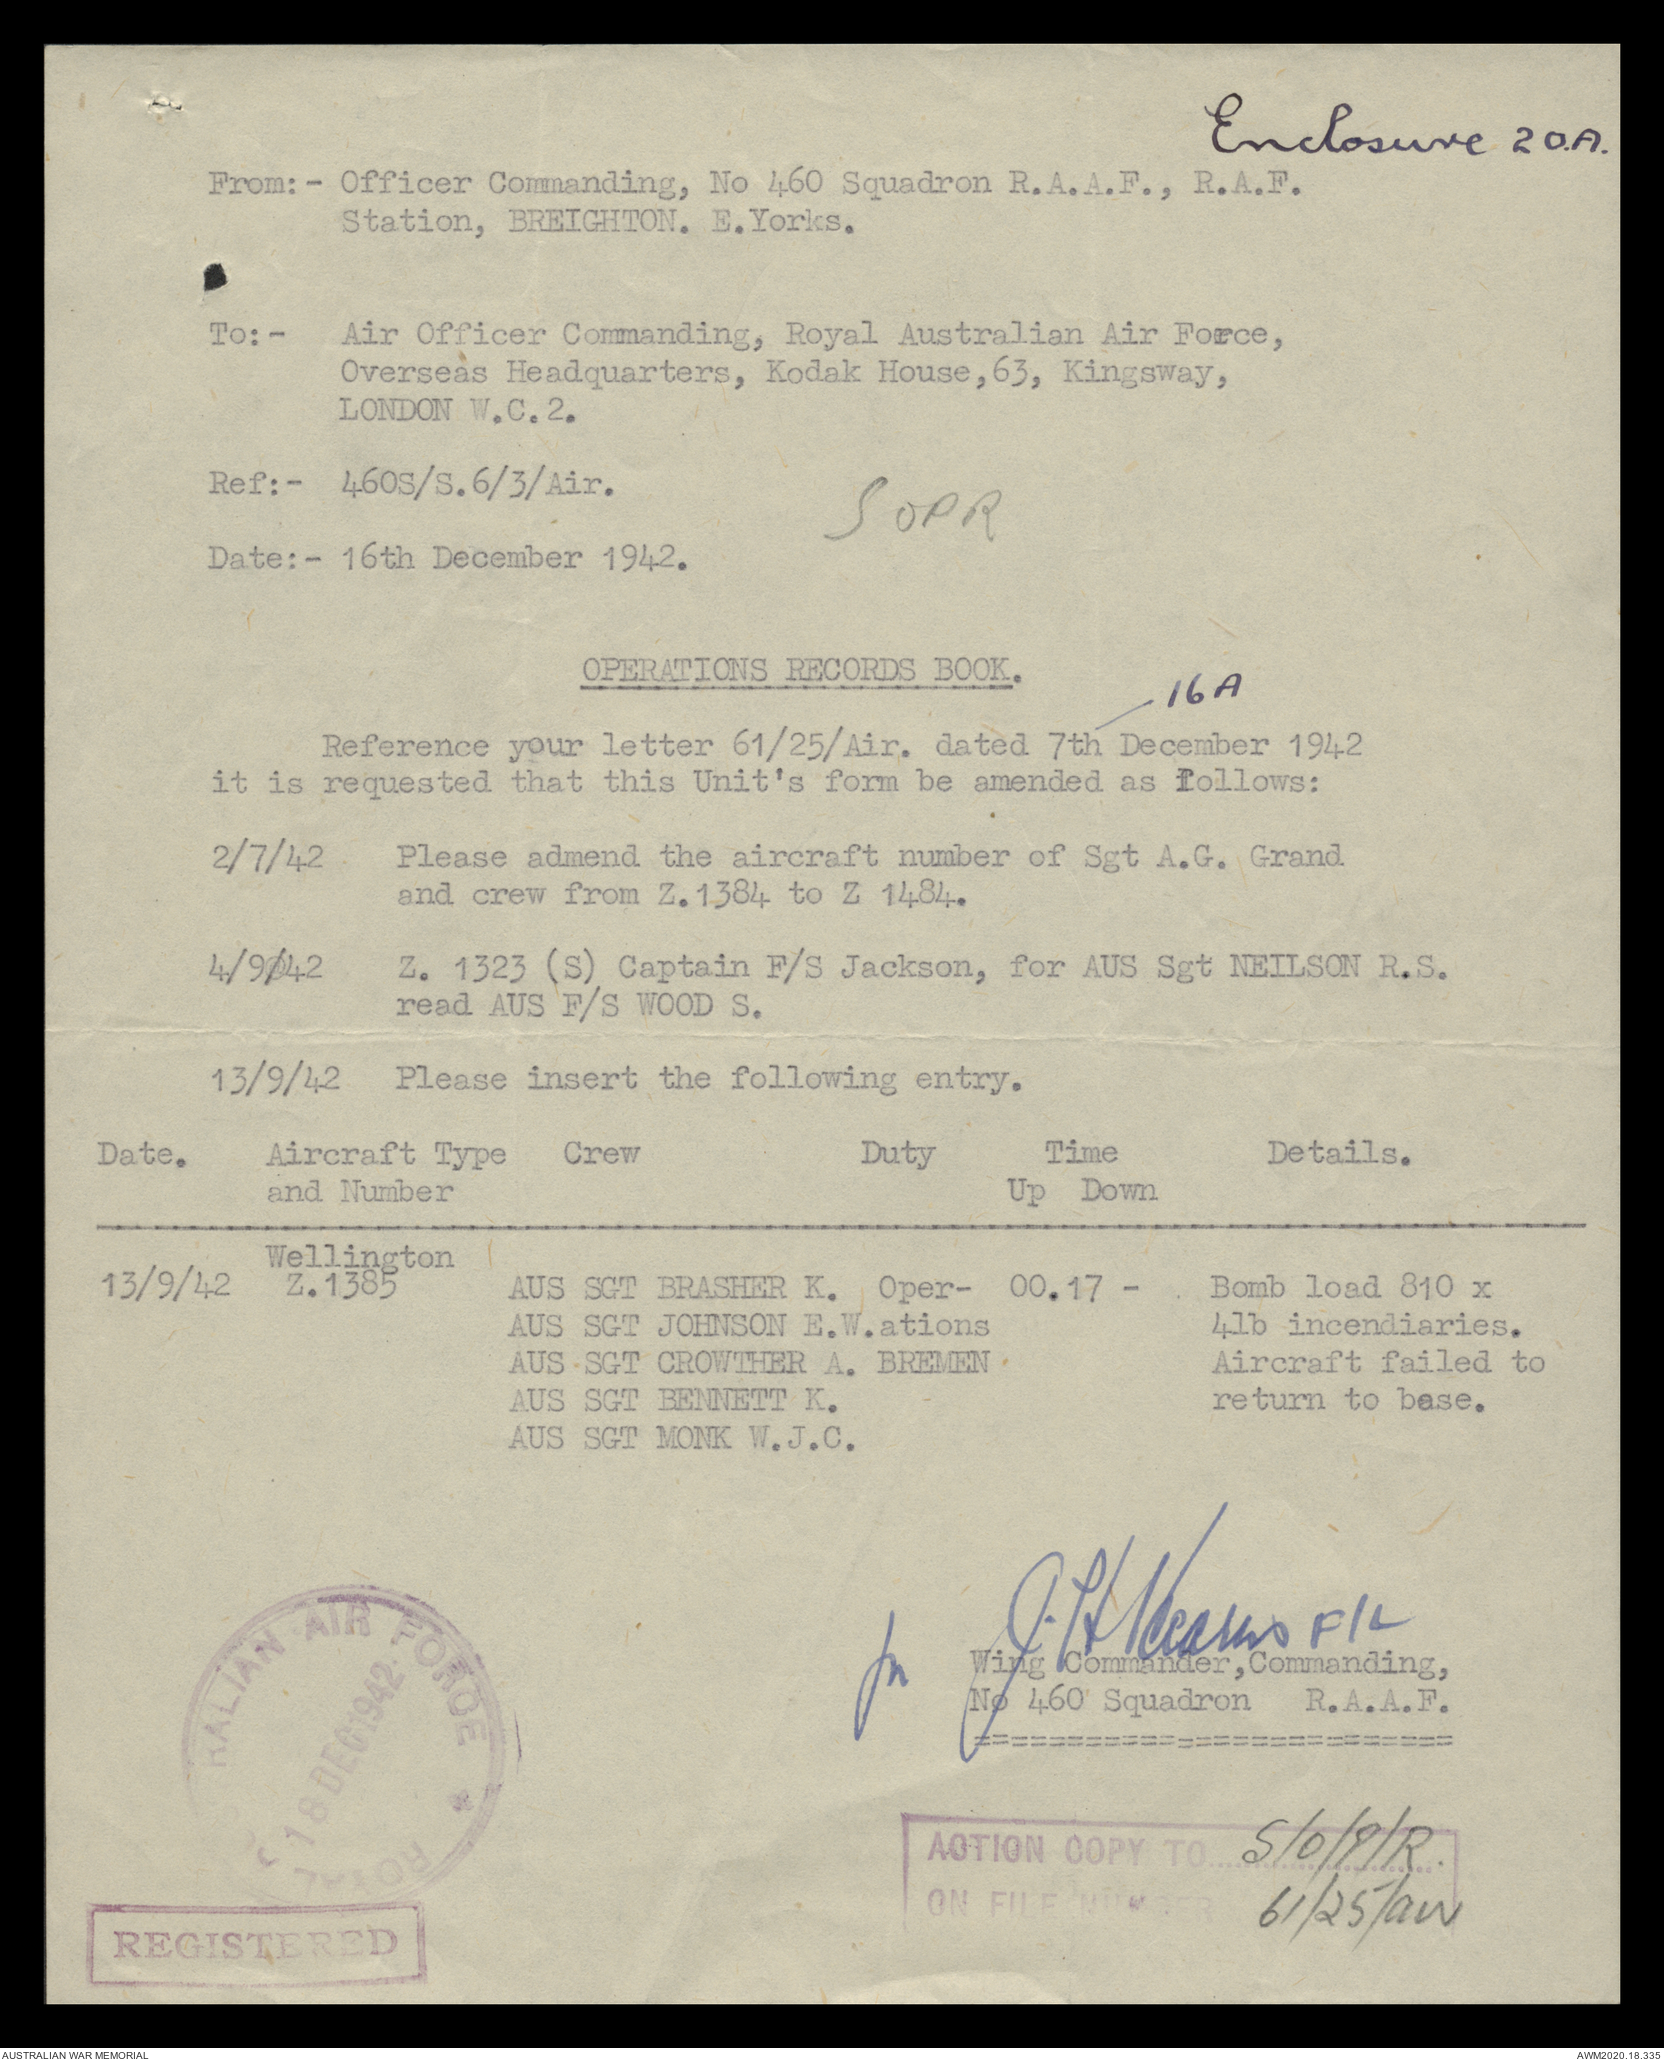 Enclosure 20.A.
From:- Officer Commanding, No 460 Squadron R.A.A.F., R.A.F.
Station, BREIGHTON. E.Yorks.
To:- Air Officer Commanding, Royal Australian Air Force,
Overseas Headquarters, Kodak House,63, Kingsway,
LONDON W.C.2.
Ref:- 460S/S.6/3/Air.
SOPR
Date:- 16th December 1942.
OPERATIONS RECORDS BOOK.
16A
Reference your letter 61/25/Air. dated 7th December 1942
it is requested that this Unit's form be amended as follows:
2/7/42 Please admend the aircraft number of Sgt A.G. Grand
and crew from Z.1384 to Z 1484.
4/9/42 Z. 1323 (S) Captain F/S Jackson, for AUS Sgt NEILSON R.S.
read AUS F/S WOOD S.
13/9/42 Please insert the following entry.
Date. Aircraft Type Crew Duty Time Details.
and Number Up Down
Wellington
13/9/42 Z.1385 AUS SGT BRASHER K. Oper- 00.17 - Bomb load 810 x
AUS SGT JOHNSON E.W.ations 4lb incendiaries.
AUS SGT CROWTHER A. BREMEN Aircraft failed to
AUS SGT BENNETT K. return to base.
AUS SGT MONK W.J.C.
for F/L
Wing Commander,Commanding,
No 460 Squadron R.A.A.F.
==========================
ROYAL AUSTRALIAN AIR FORCE
18 DEC 1942
ACTION COPY TO S/O/P/R.
ON FILE NUMBER 61/25/air
REGISTERED
AUSTRALIAN WAR MEMORIAL AWM2020.18.335